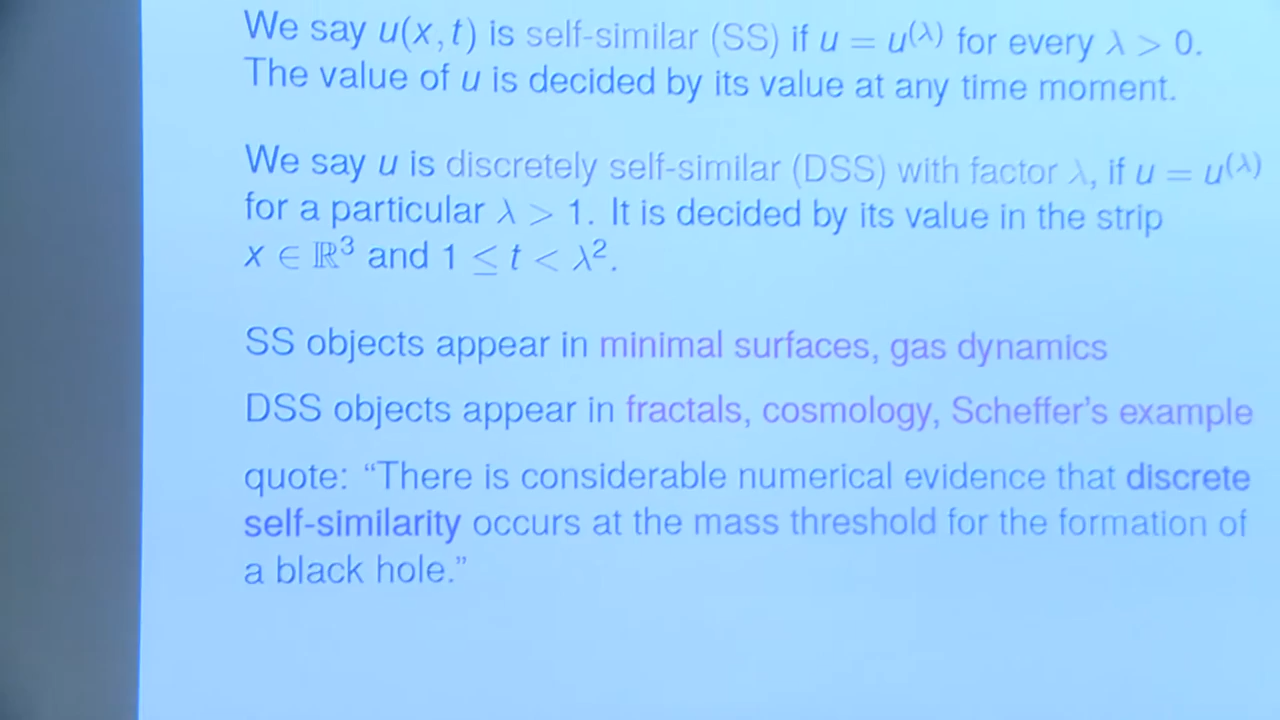 We say u(x, t) is self-similar (SS) if u = u^(λ) for every λ > 0.
The value of u is decided by its value at any time moment.
We say u is discretely self-similar (DSS) with factor λ, if u = u^(λ)
for a particular λ > 1. It is decided by its value in the strip
x ∈ ℝ³ and 1 ≤ t < λ².
SS objects appear in minimal surfaces, gas dynamics
DSS objects appear in fractals, cosmology, Scheffer's example
quote: “There is considerable numerical evidence that discrete
self-similarity occurs at the mass threshold for the formation of
a black hole.”